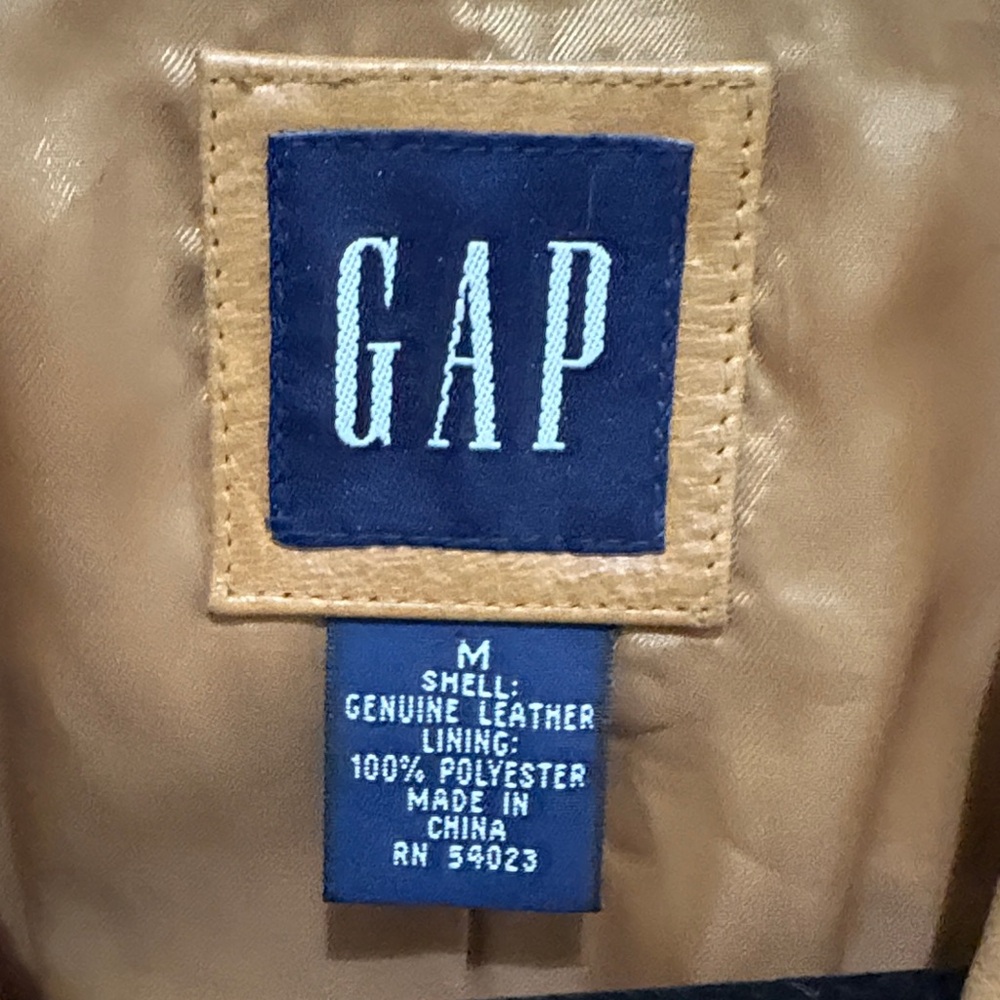 GAP
M
SHELL:
GENUINE LEATHER
LINING:
100% POLYESTER
MADE IN
CHINA
RN 54023